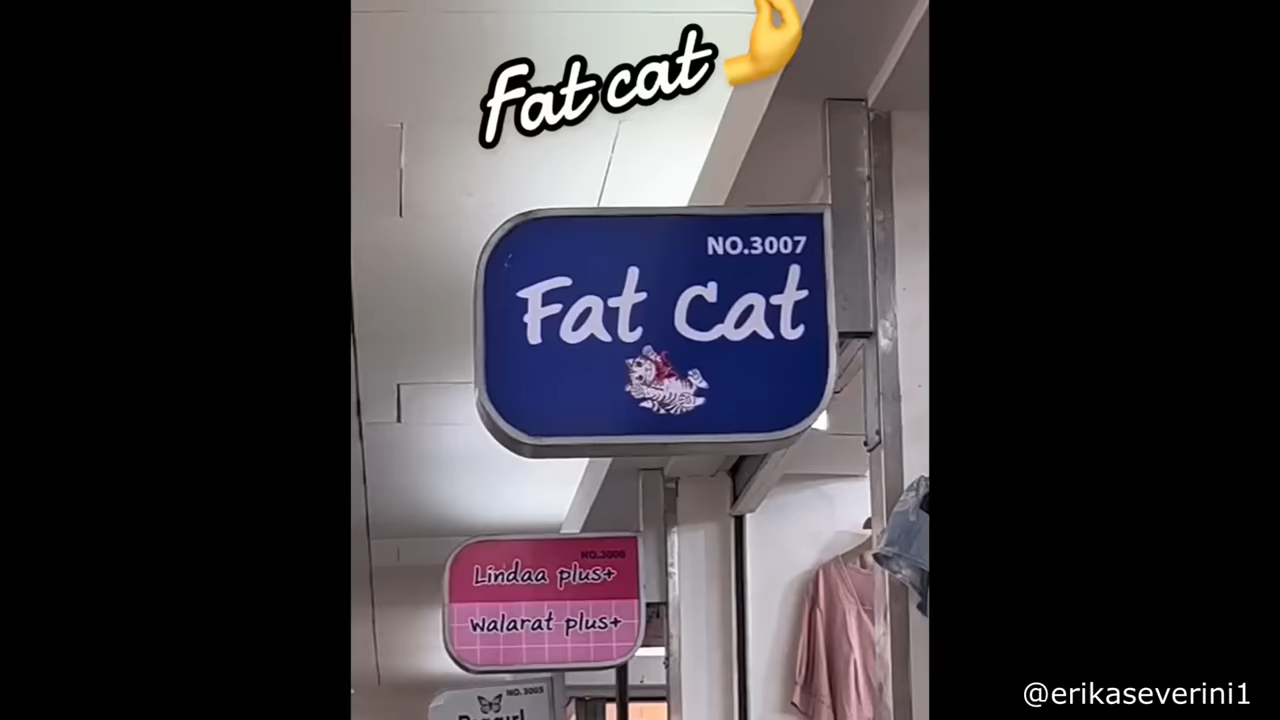 Fat cat
NO.3007
Fat Cat
NO.3006
Lindaa plus+
Walarat plus+
NO. 3005
@erikaseverini1